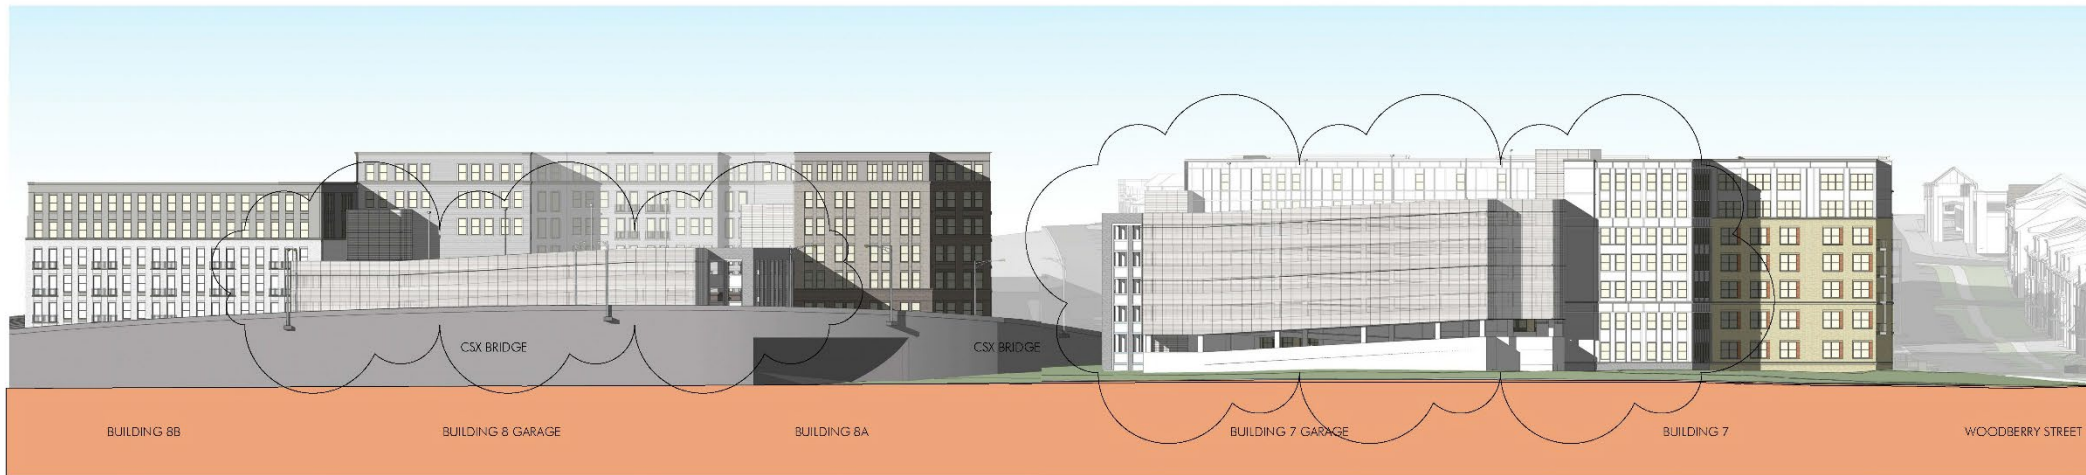 CSX BRIDGE
CSX BRIDGE
BUILDING 8B
BUILDING 8 GARAGE
BUILDING 8A
BUILDING 7 GARAGE
BUILDING 7
WOODBERRY STREET